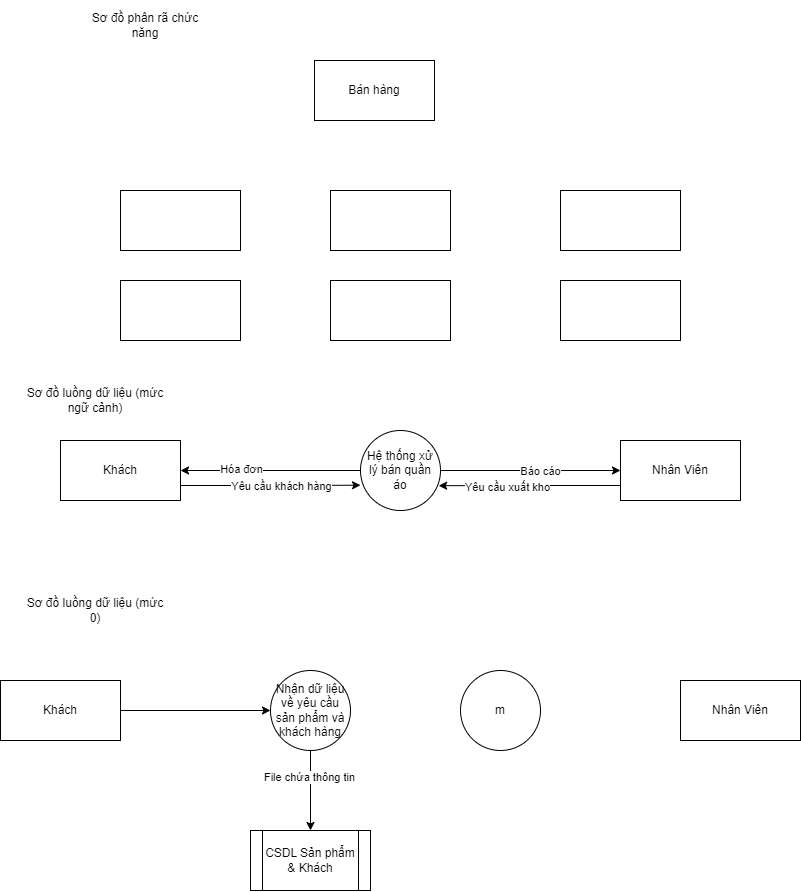 Sơ đồ phân rã chức
năng
Bán hàng
Sơ đồ luồng dữ liệu (mức
ngữ cảnh)
Khách
Hóa đơn
Yêu cầu khách hàng
Hệ thống xử
lý bán quần
áo
Báo cáo
Yêu cầu xuất kho
Nhân Viên
Sơ đồ luồng dữ liệu (mức
0)
Khách
Nhận dữ liệu
về yêu cầu
sản phẩm và
khách hàng
m
Nhân Viên
File chứa thông tin
CSDL Sản phẩm
& Khách